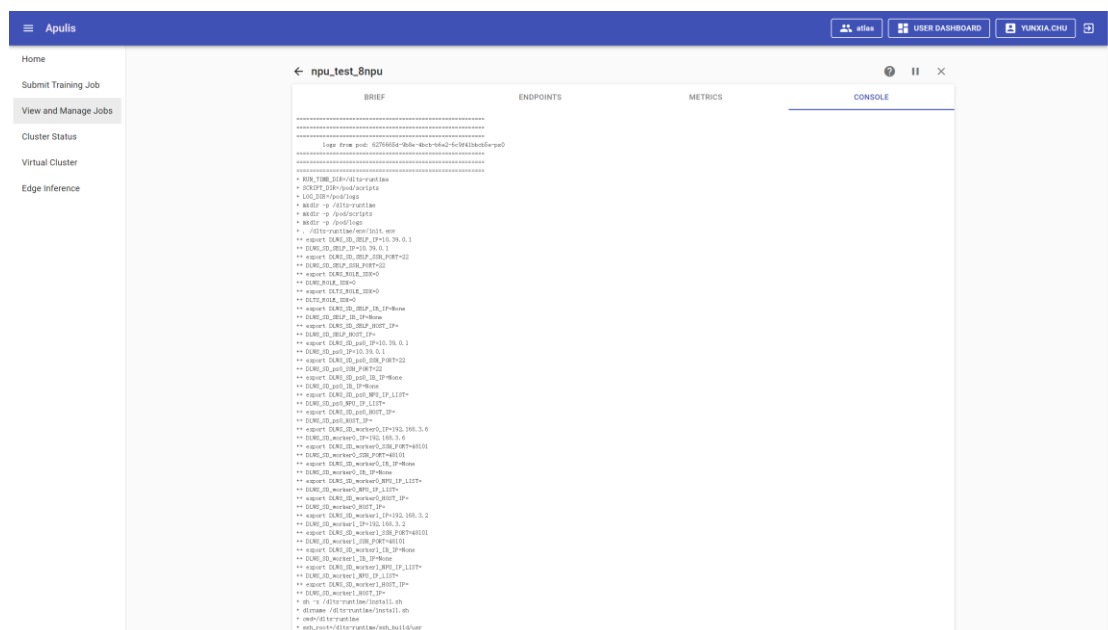 Apulis
atlas
USER DASHBOARD
YUNXIA.CHU
Home
Submit Training Job
View and Manage Jobs
Cluster Status
Virtual Cluster
Edge Inference
npu_test_8npu
BRIEF
ENDPOINTS
METRICS
CONSOLE
logs from pod:
+ RUN_TIME_DIR=/dlts-runtime
+ SCRIPT_DIR=/pod/scripts
+ LOG_DIR=/pod/logs
+ mkdir -p /dlts-runtime
+ mkdir -p /pod/scripts
+ mkdir -p /pod/logs
+ . /dlts-runtime/env/init.env
++ export DLWS_SD_SELF_IP=10.39.0.1
++ DLWS_SD_SELF_IP=10.39.0.1
++ export DLWS_SD_SELF_SSH_PORT=22
++ DLWS_SD_SELF_SSH_PORT=22
++ export DLWS_ROLE_IDX=0
++ DLWS_ROLE_IDX=0
++ export DLTS_ROLE_IDX=0
++ DLTS_ROLE_IDX=0
++ export DLWS_SD_SELF_IB_IP=None
++ DLWS_SD_SELF_IB_IP=None
++ export DLWS_SD_SELF_HOST_IP=
++ DLWS_SD_SELF_HOST_IP=
++ export DLWS_SD_ps0_IP=10.39.0.1
++ DLWS_SD_ps0_IP=10.39.0.1
++ export DLWS_SD_ps0_SSH_PORT=22
++ DLWS_SD_ps0_SSH_PORT=22
++ export DLWS_SD_ps0_IB_IP=None
++ DLWS_SD_ps0_IB_IP=None
++ export DLWS_SD_ps0_NPU_IP_LIST=
++ DLWS_SD_ps0_NPU_IP_LIST=
++ export DLWS_SD_ps0_HOST_IP=
++ DLWS_SD_ps0_HOST_IP=
++ export DLWS_SD_worker0_IP=192.168.3.6
++ DLWS_SD_worker0_IP=192.168.3.6
++ export DLWS_SD_worker0_SSH_PORT=40101
++ DLWS_SD_worker0_SSH_PORT=40101
++ export DLWS_SD_worker0_IB_IP=None
++ DLWS_SD_worker0_IB_IP=None
++ export DLWS_SD_worker0_NPU_IP_LIST=
++ DLWS_SD_worker0_NPU_IP_LIST=
++ export DLWS_SD_worker0_HOST_IP=
++ DLWS_SD_worker0_HOST_IP=
++ export DLWS_SD_worker1_IP=192.168.3.2
++ DLWS_SD_worker1_IP=192.168.3.2
++ export DLWS_SD_worker1_SSH_PORT=40101
++ DLWS_SD_worker1_SSH_PORT=40101
++ export DLWS_SD_worker1_IB_IP=None
++ DLWS_SD_worker1_IB_IP=None
++ export DLWS_SD_worker1_NPU_IP_LIST=
++ DLWS_SD_worker1_NPU_IP_LIST=
++ export DLWS_SD_worker1_HOST_IP=
++ DLWS_SD_worker1_HOST_IP=
+ sh -x /dlts-runtime/install.sh
+ dirname /dlts-runtime/install.sh
+ cwd=/dlts-runtime
+ ssh_root=/dlts-runtime/ssh_build/usr